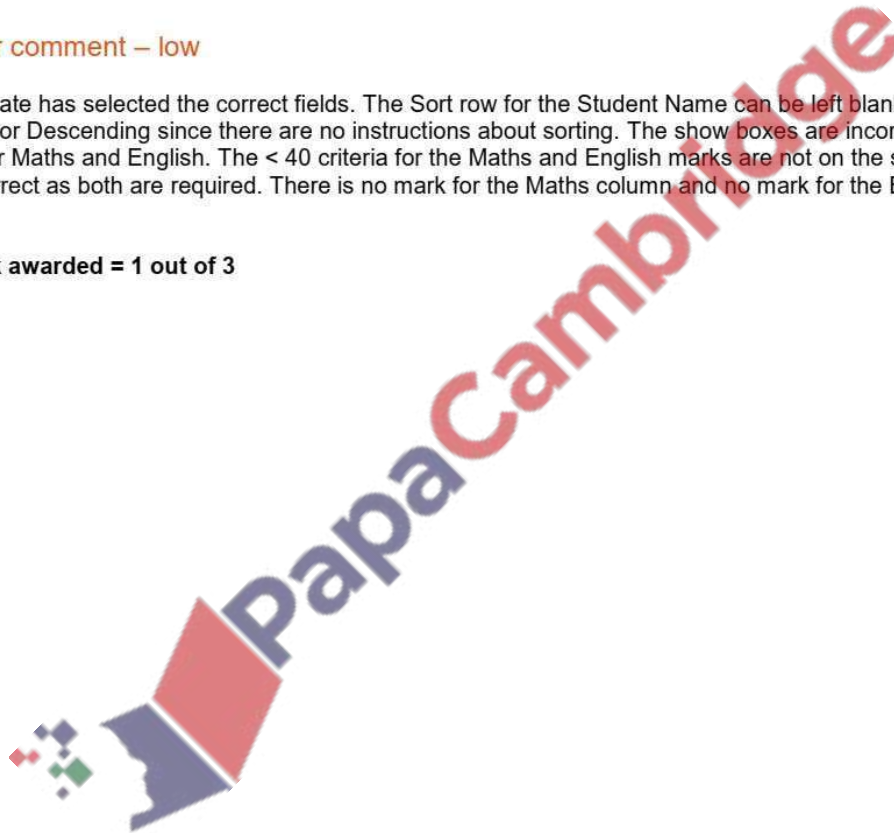 r comment – low
ate has selected the correct fields. The Sort row for the Student Name can be left blan
or Descending since there are no instructions about sorting. The show boxes are incor
r Maths and English. The < 40 criteria for the Maths and English marks are not on the s
rect as both are required. There is no mark for the Maths column and no mark for the E
awarded = 1 out of 3
PapaCambridge